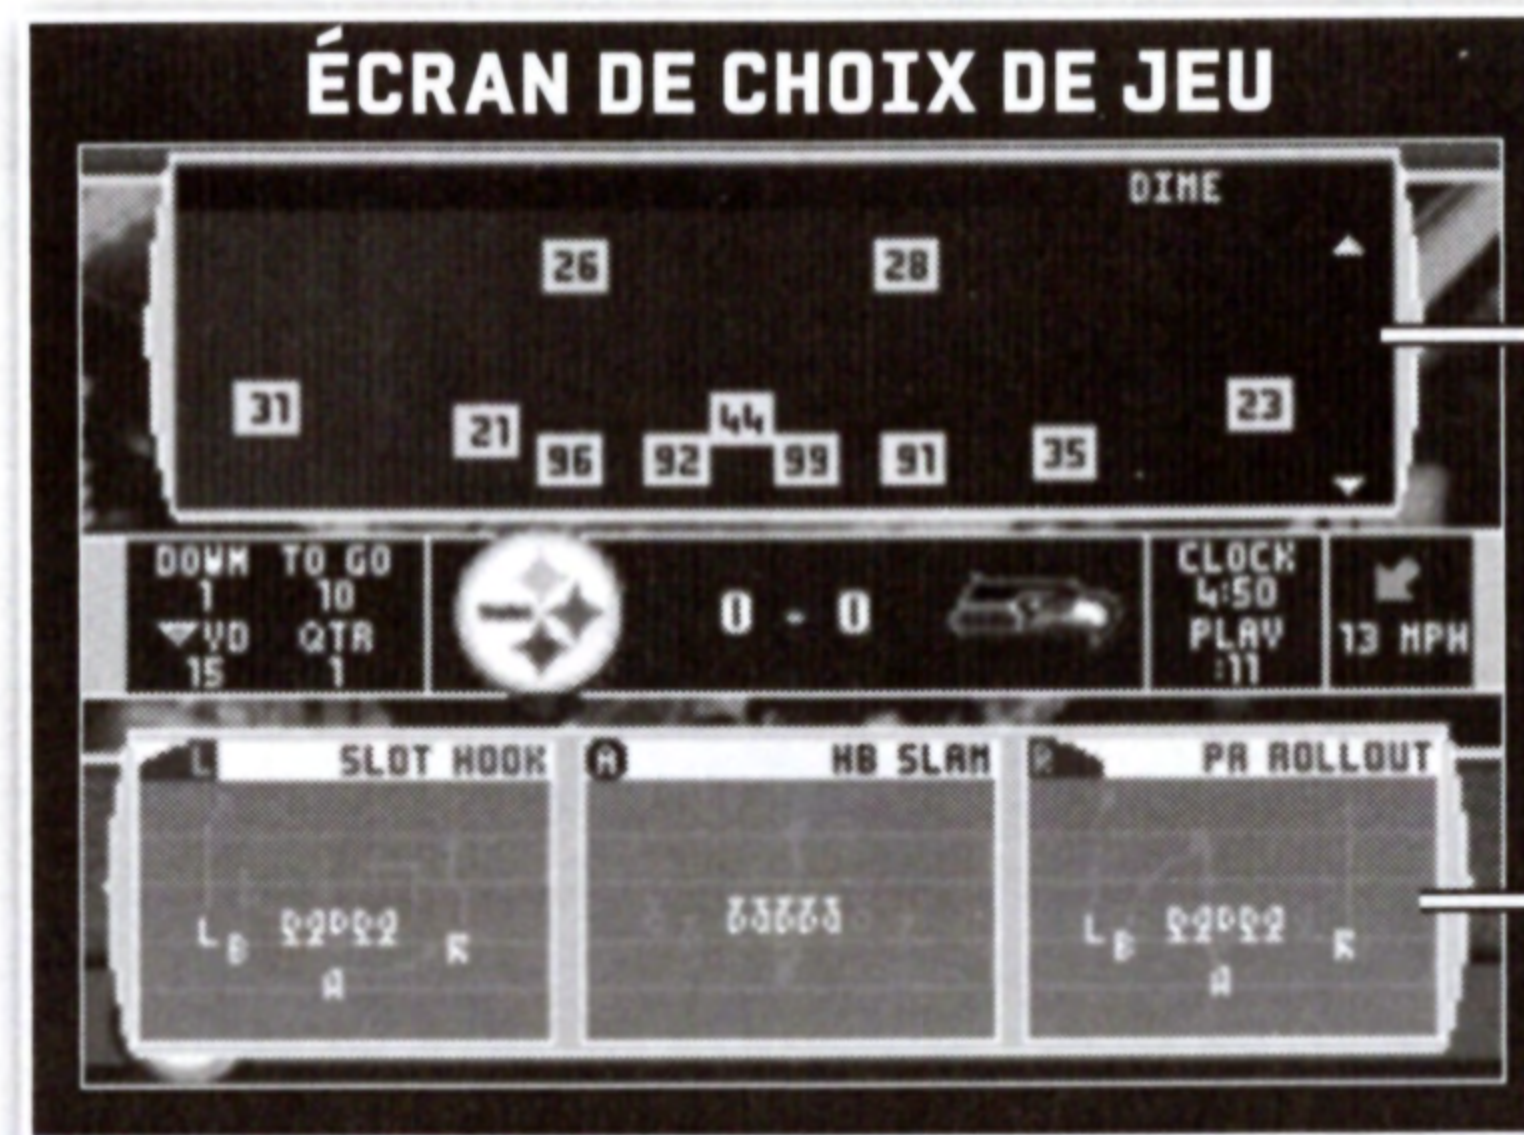 ÉCRAN DE CHOIX DE JEU
DIME
26 28
31 21 44 23
96 92 99 91 35
DOWN TO GO
1 10
YD QTR
15 1
0 - 0
CLOCK
4:50
PLAY
:11
13 MPH
L SLOT HOOK
A HB SLAM
R PA ROLLOUT
L B R
A
L B R
A